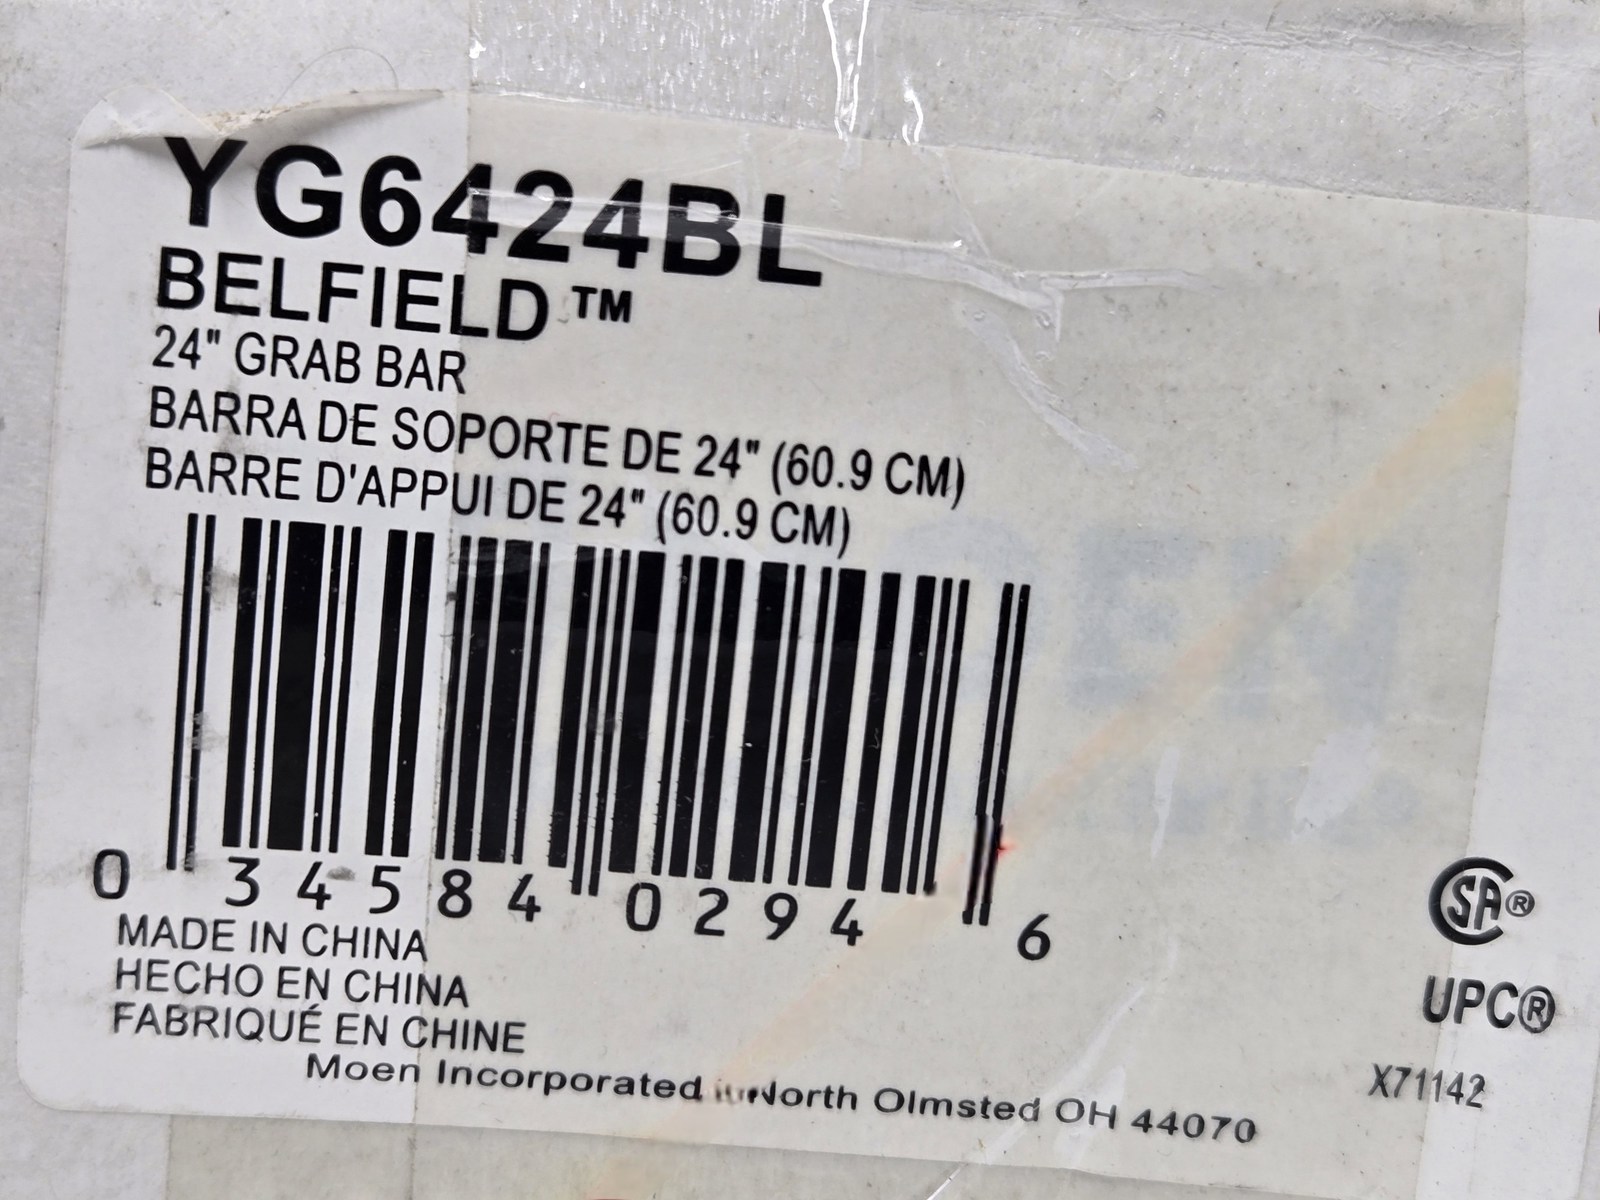 YG6424BL
BELFIELD™
24" GRAB BAR
BARRA DE SOPORTE DE 24" (60.9 CM)
BARRE D'APPUI DE 24" (60.9 CM)
0 34584 0294 6
MADE IN CHINA
HECHO EN CHINA
FABRIQUÉ EN CHINE
Moen Incorporated North Olmsted OH 44070
SA®
UPC®
X71142